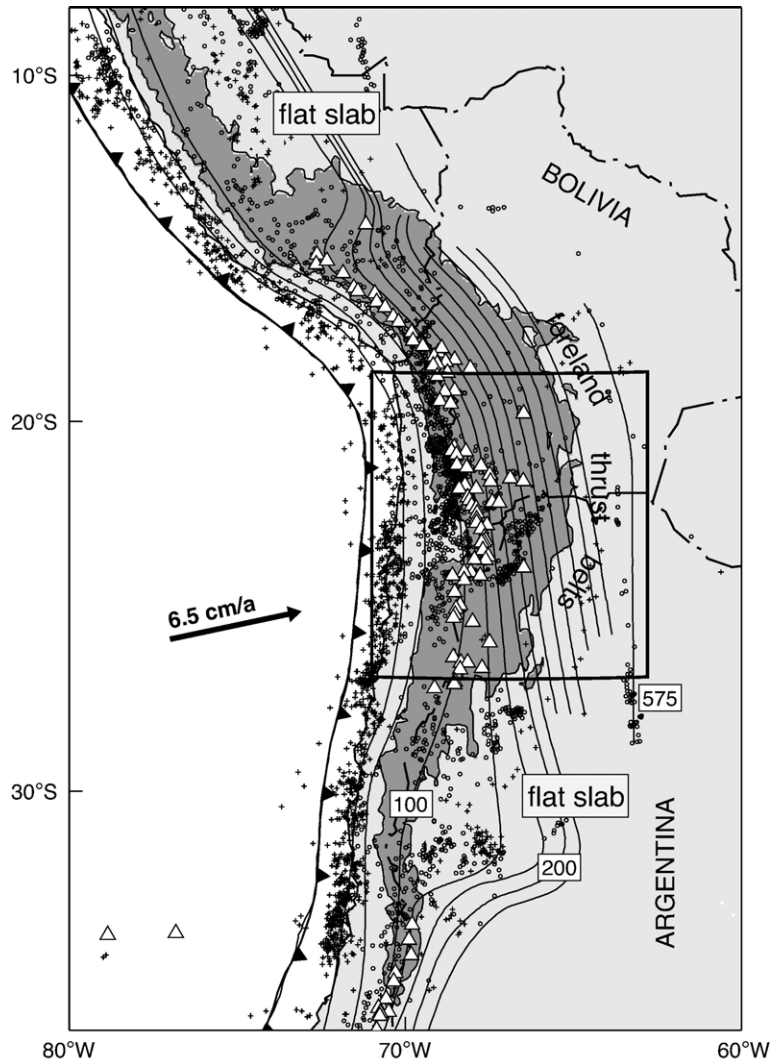 10°S
flat slab
BOLIVIA
foreland
20°S
thrust
belts
6.5 cm/a
575
30°S
100
flat slab
200
ARGENTINA
80°W
70°W
60°W